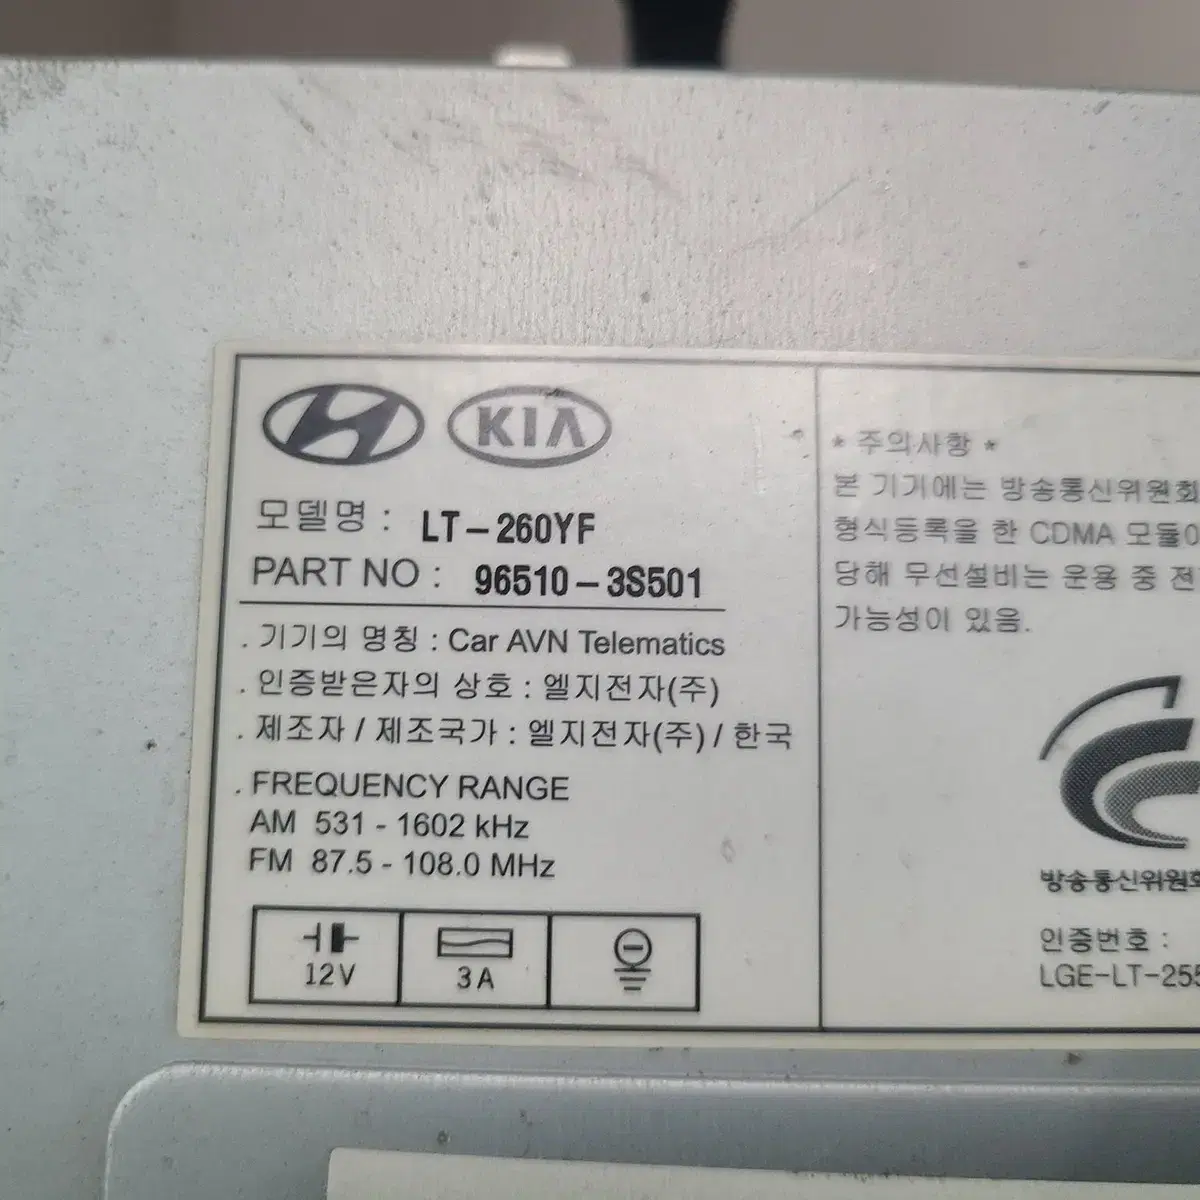 KIA
모델명 : LT-260YF
PART NO : 96510-3S501
. 기기의 명칭 : Car AVN Telematics
. 인증받은자의 상호 : 엘지전자(주)
. 제조자 / 제조국가 : 엘지전자(주) / 한국
. FREQUENCY RANGE
AM 531 - 1602 kHz
FM 87.5 - 108.0 MHz
12V
3A
* 주의사항 *
본 기기에는 방송통신위원회
형식등록을 한 CDMA 모듈이
당해 무선설비는 운용 중 전
가능성이 있음.
방송통신위원회
인증번호 :
LGE-LT-255